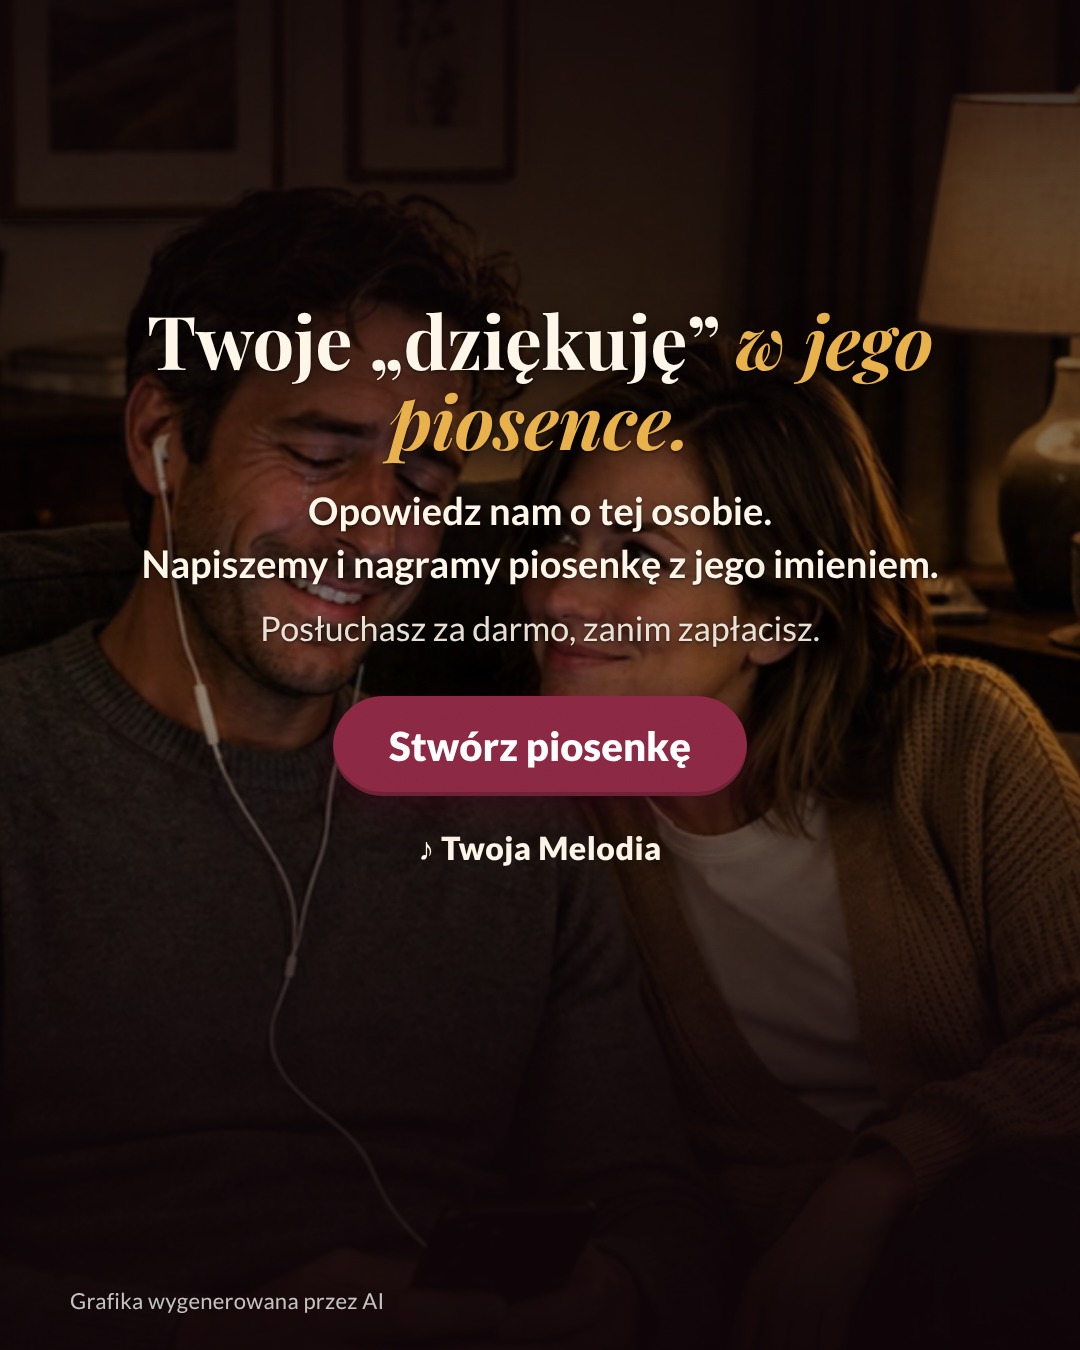 Twoje „dziękuję” w jego
piosence.
Opowiedz nam o tej osobie.
Napiszemy i nagramy piosenkę z jego imieniem.
Posłuchasz za darmo, zanim zapłacisz.
Stwórz piosenkę
♪ Twoja Melodia
Grafika wygenerowana przez AI